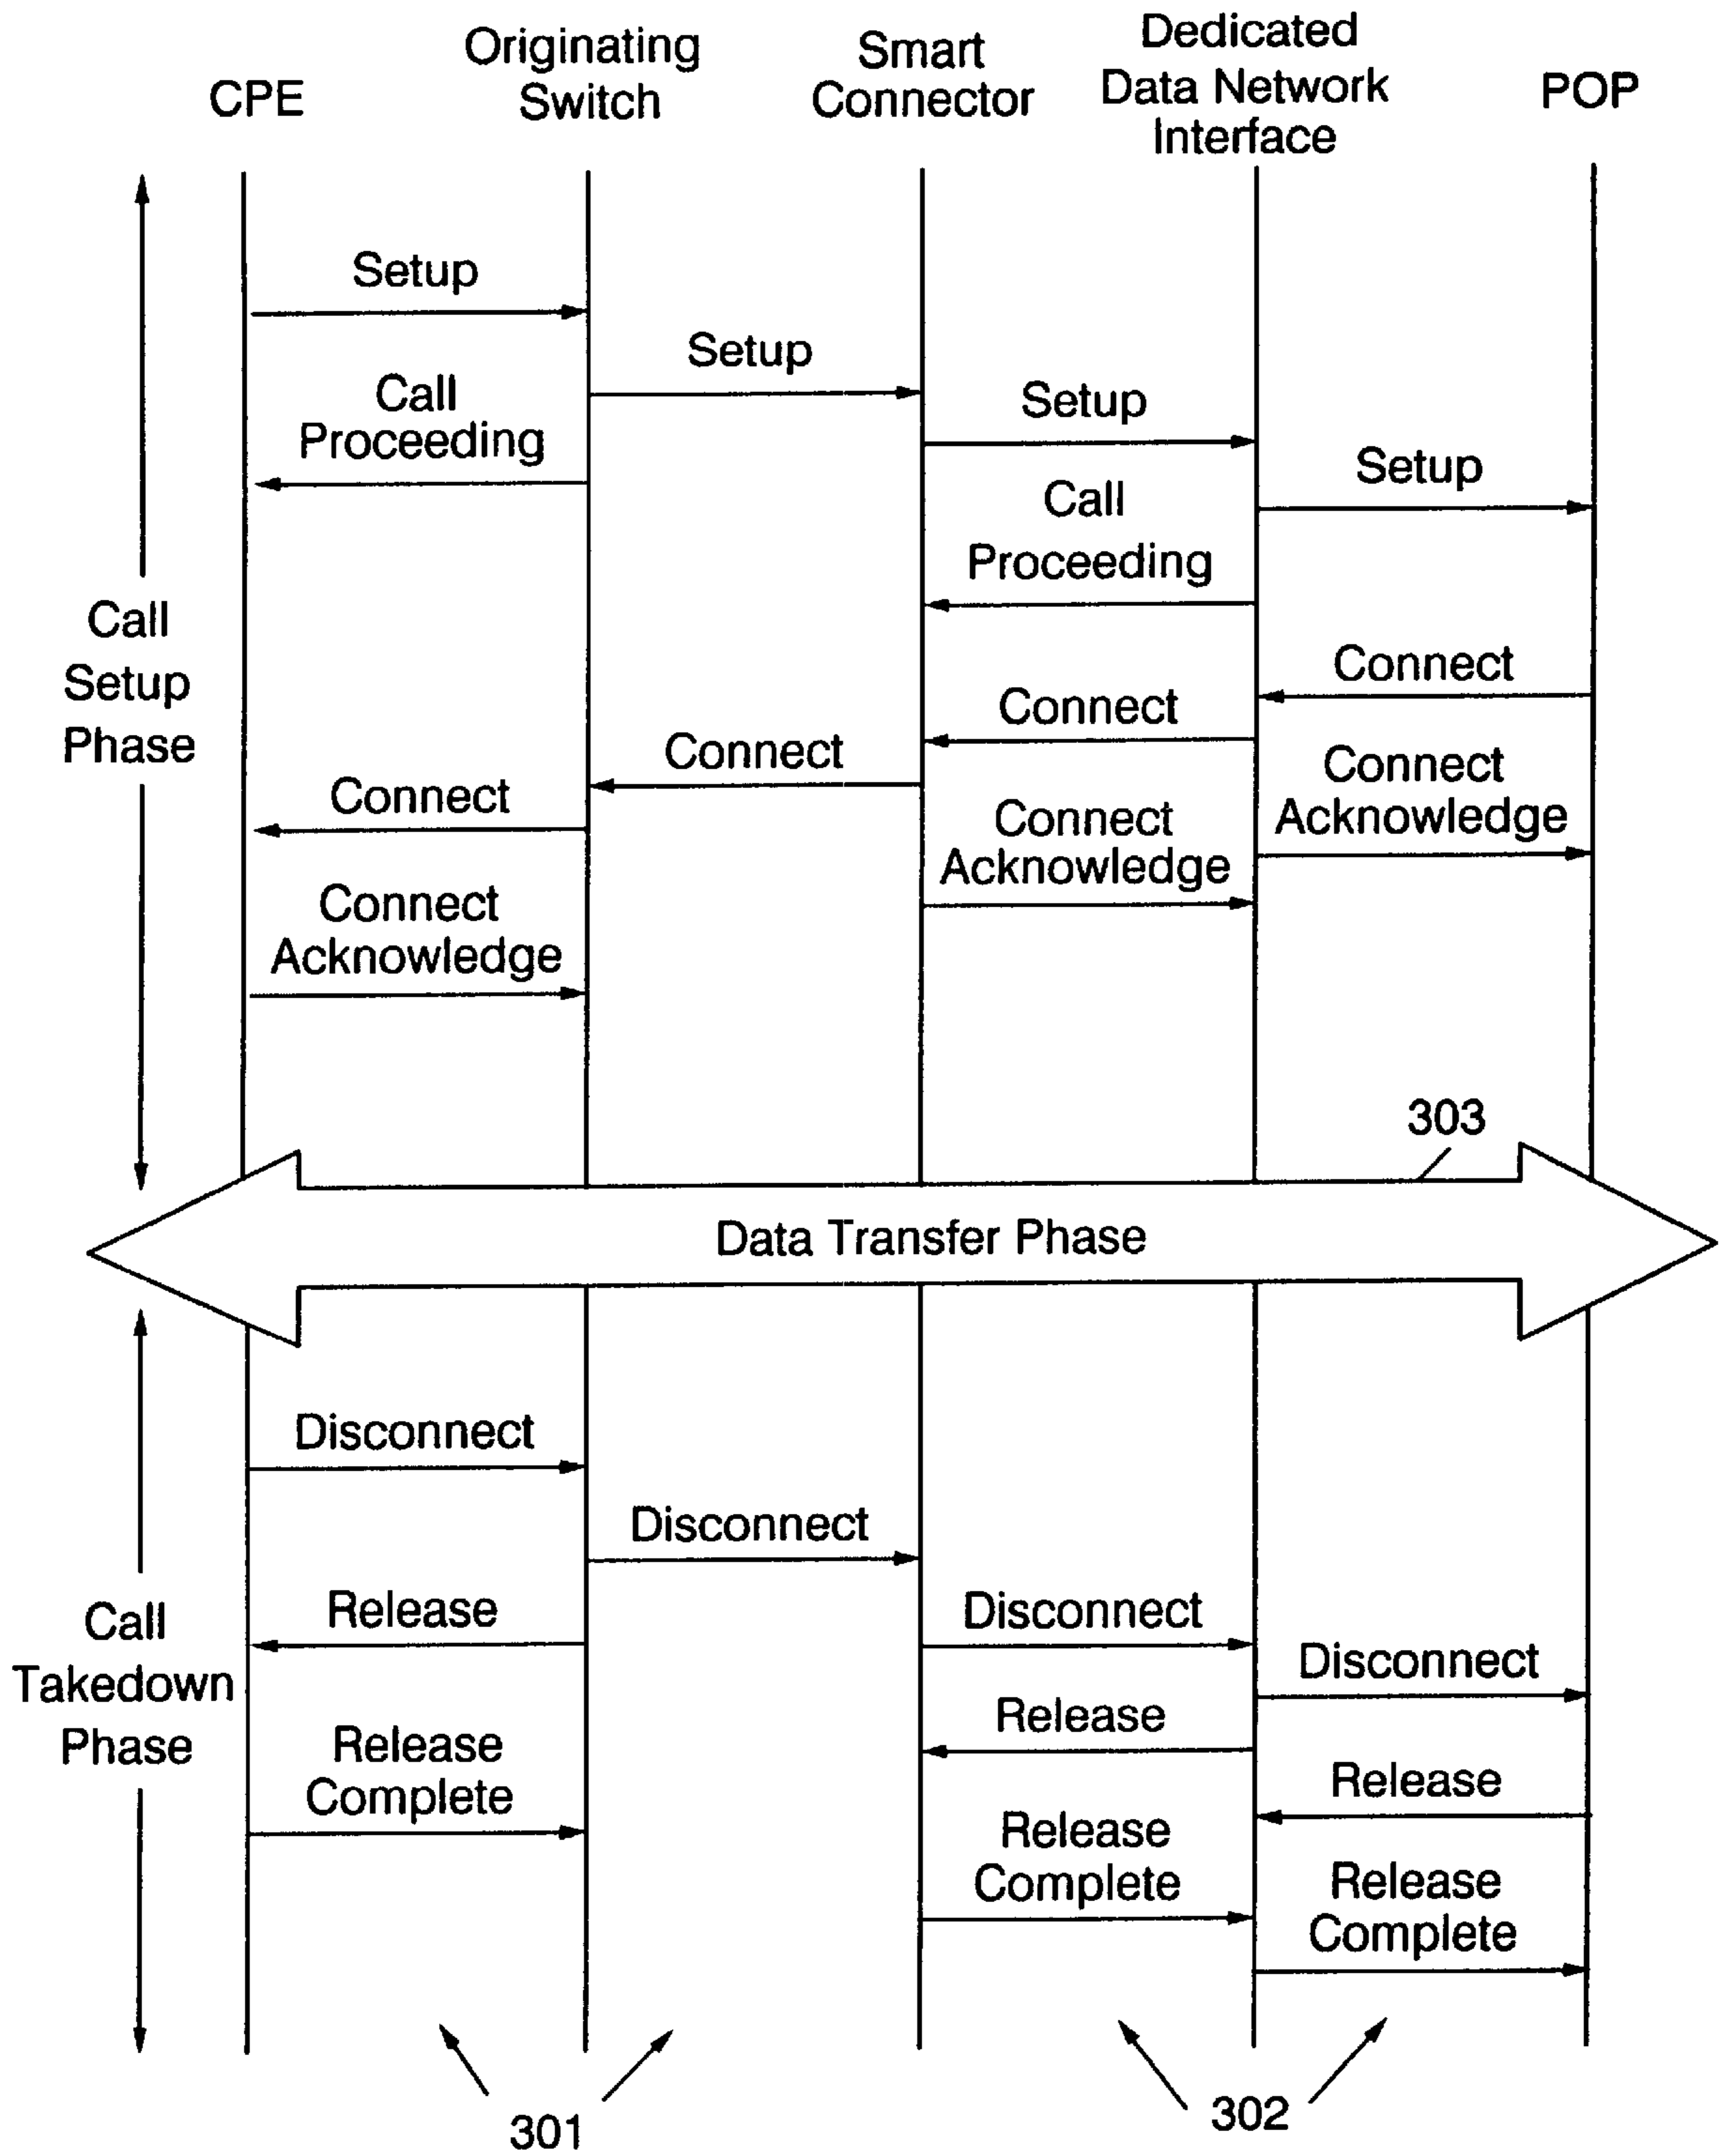 CPE
Originating
Switch
Smart
Connector
Dedicated
Data Network
Interface
POP
Setup
Setup
Call
Proceeding
Setup
Setup
Call
Proceeding
Call
Setup
Phase
Connect
Connect
Connect
Connect
Connect
Acknowledge
Connect
Acknowledge
Connect
Acknowledge
303
Data Transfer Phase
Disconnect
Disconnect
Release
Disconnect
Disconnect
Call
Takedown
Phase
Release
Release
Complete
Release
Release
Complete
Release
Complete
301
302